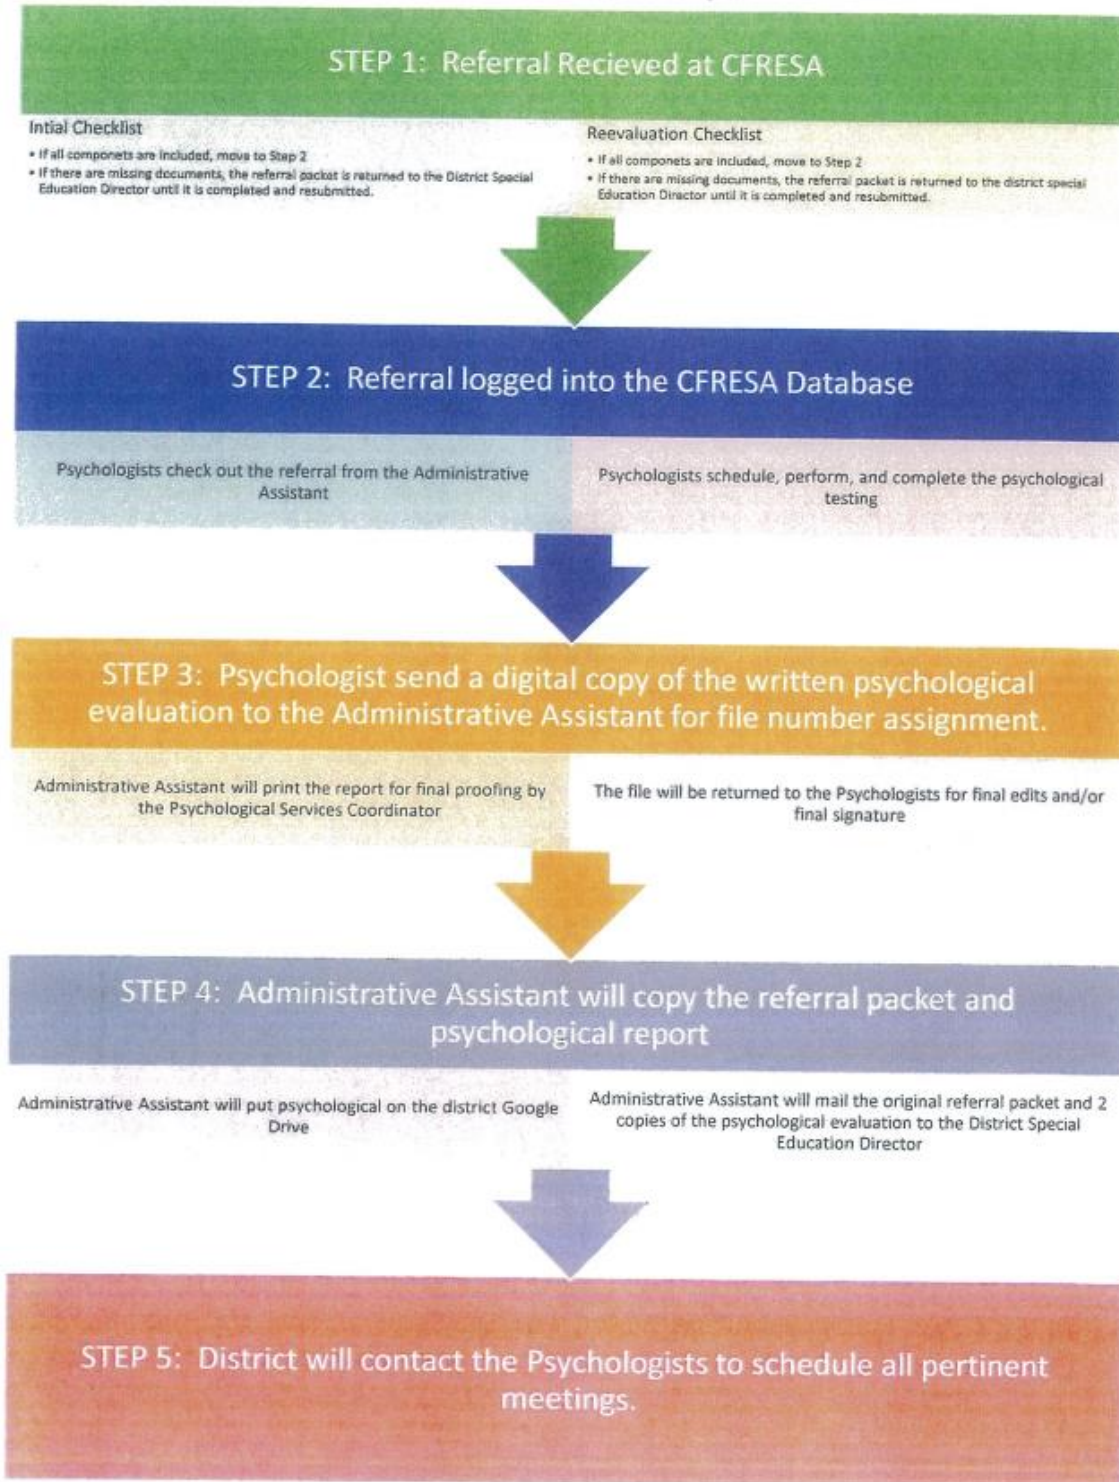 STEP 1: Referral Recieved at CFRESA
Intial Checklist
• If all componets are included, move to Step 2
• If there are missing documents, the referral packet is returned to the District Special
Education Director until it is completed and resubmitted.
Reevaluation Checklist
• If all componets are included, move to Step 2
• If there are missing documents, the referral packet is returned to the district special
Education Director until it is completed and resubmitted.
STEP 2: Referral logged into the CFRESA Database
Psychologists check out the referral from the Administrative
Assistant
Psychologists schedule, perform, and complete the psychological
testing
STEP 3: Psychologist send a digital copy of the written psychological
evaluation to the Administrative Assistant for file number assignment.
Administrative Assistant will print the report for final proofing by
the Psychological Services Coordinator
The file will be returned to the Psychologists for final edits and/or
final signature
STEP 4: Administrative Assistant will copy the referral packet and
psychological report
Administrative Assistant will put psychological on the district Google
Drive
Administrative Assistant will mail the original referral packet and 2
copies of the psychological evaluation to the District Special
Education Director
STEP 5: District will contact the Psychologists to schedule all pertinent
meetings.